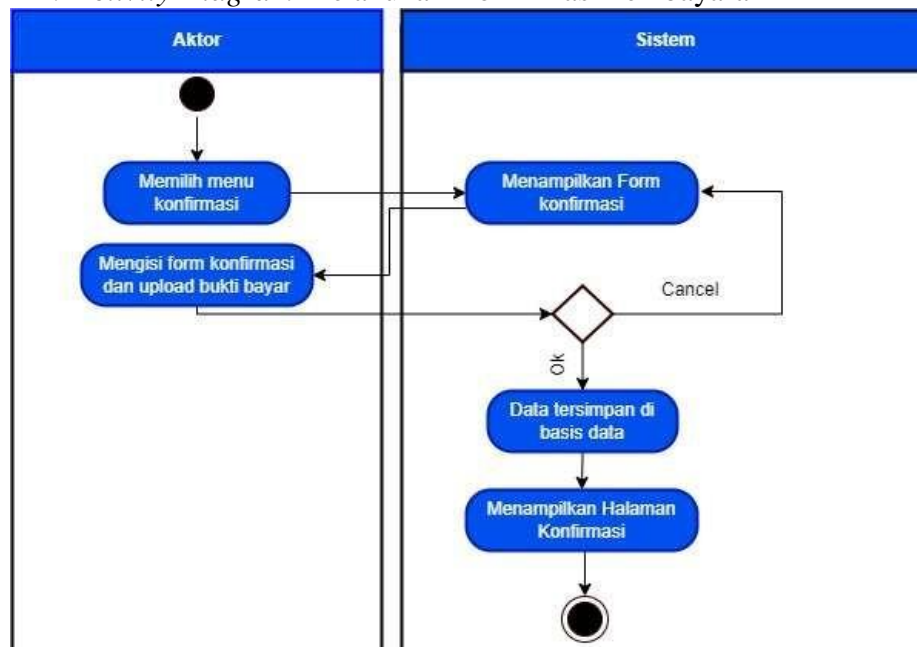 Aktor
Sistem
Memilih menu
konfirmasi
Menampilkan Form
konfirmasi
Mengisi form konfirmasi
dan upload bukti bayar
Cancel
Ok
Data tersimpan di
basis data
Menampilkan Halaman
Konfirmasi